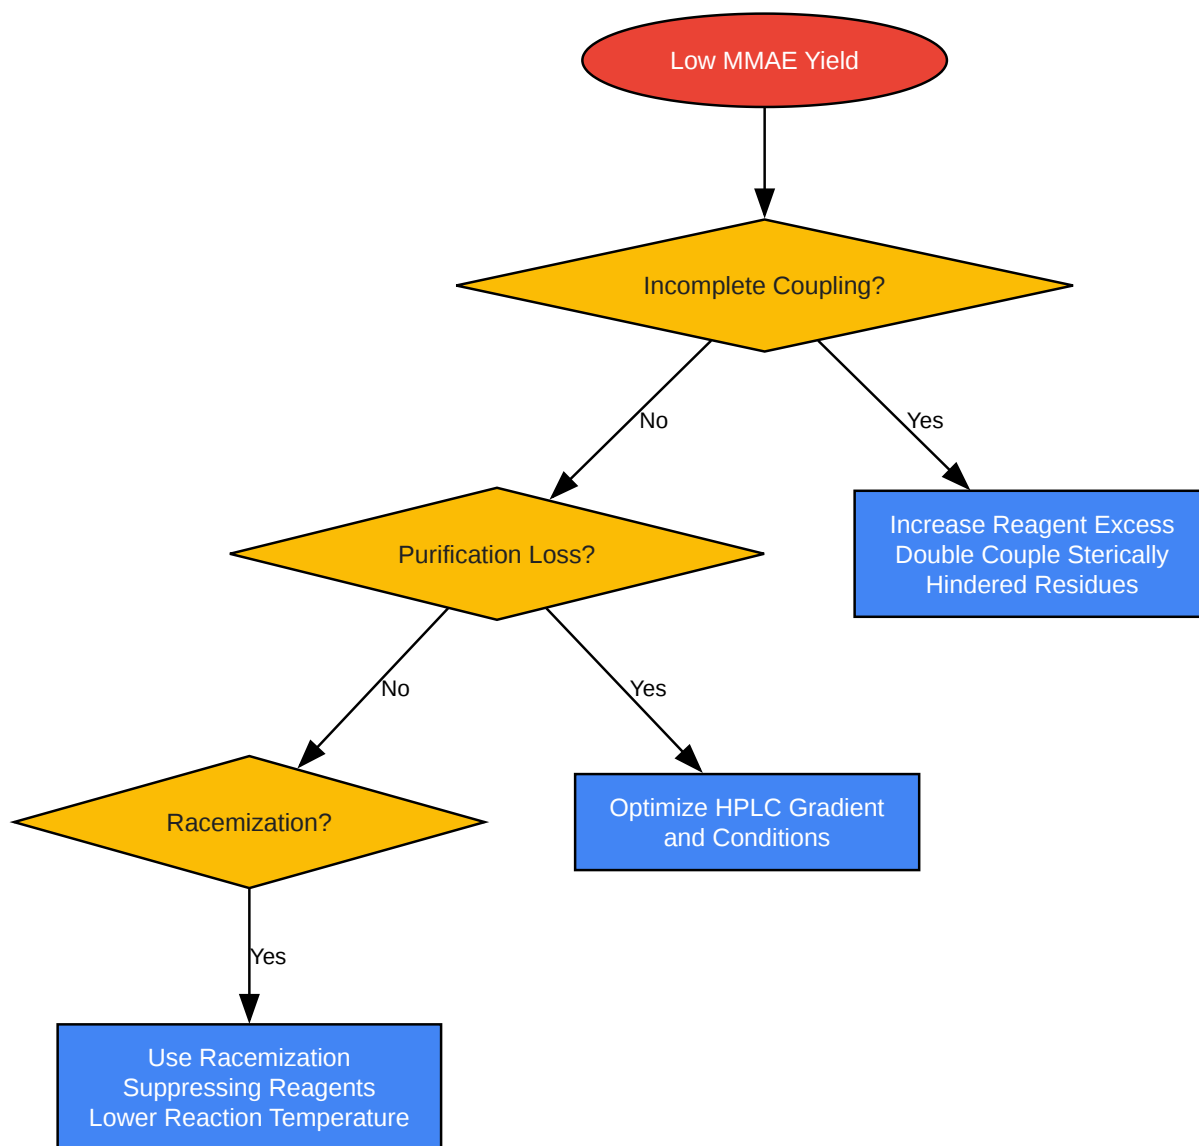 Low MMAE Yield
Incomplete Coupling?
No
Yes
Increase Reagent Excess
Double Couple Sterically
Hindered Residues
Purification Loss?
No
Yes
Optimize HPLC Gradient
and Conditions
Racemization?
Yes
Use Racemization
Suppressing Reagents
Lower Reaction Temperature